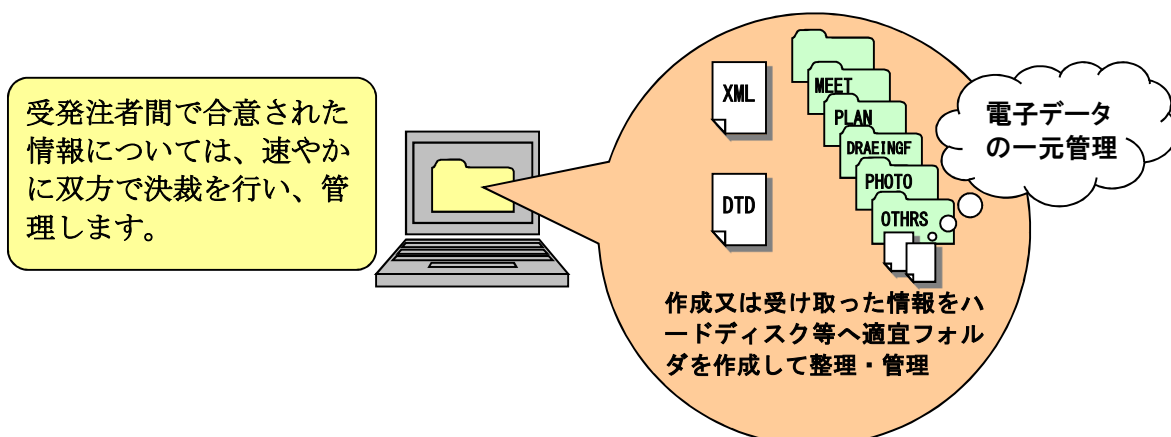 受発注者間で合意された
情報については、速やか
に双方で決裁を行い、管
理します。
XML
DTD
MEET
PLAN
DRAEINGF
PHOTO
OTHRS
電子データ
の一元管理
作成又は受け取った情報をハ
ードディスク等へ適宜フォル
ダを作成して整理・管理